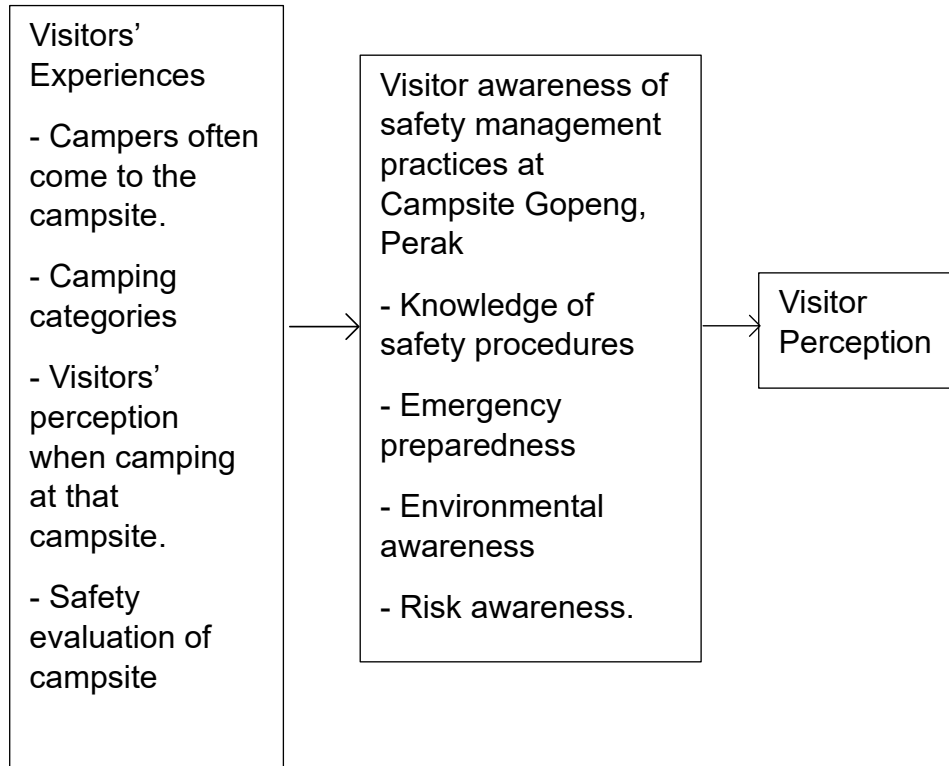 Visitors’
Experiences
- Campers often
come to the
campsite.
- Camping
categories
- Visitors’
perception
when camping
at that
campsite.
- Safety
evaluation of
campsite
Visitor awareness of
safety management
practices at
Campsite Gopeng,
Perak
- Knowledge of
safety procedures
- Emergency
preparedness
- Environmental
awareness
- Risk awareness.
Visitor
Perception